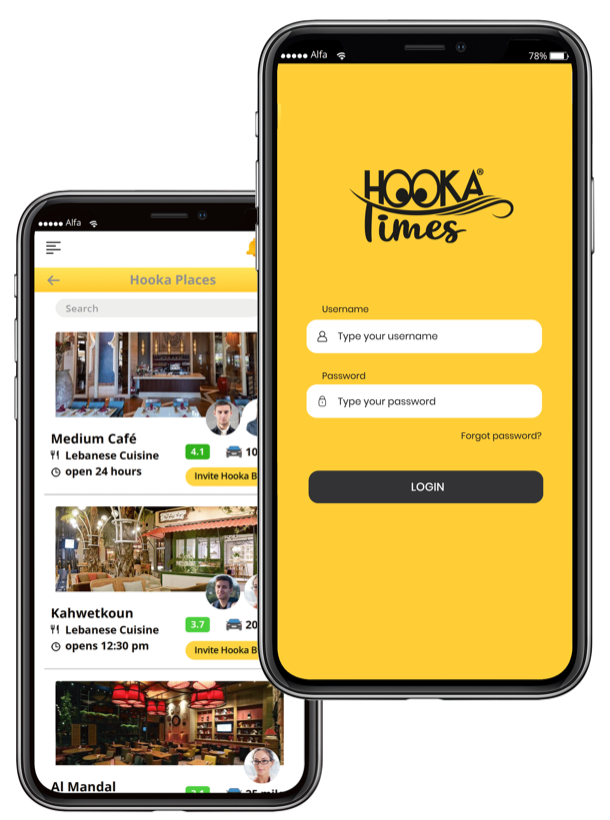 Alfa
78%
HOOKA®
Times
Username
Type your username
Password
Type your password
Forgot password?
LOGIN
Alfa
Hooka Places
Search
Medium Café
Lebanese Cuisine
4.1
10
open 24 hours
Invite Hooka B
Kahwetkoun
Lebanese Cuisine
3.7
20
opens 12:30 pm
Invite Hooka B
Al Mandal